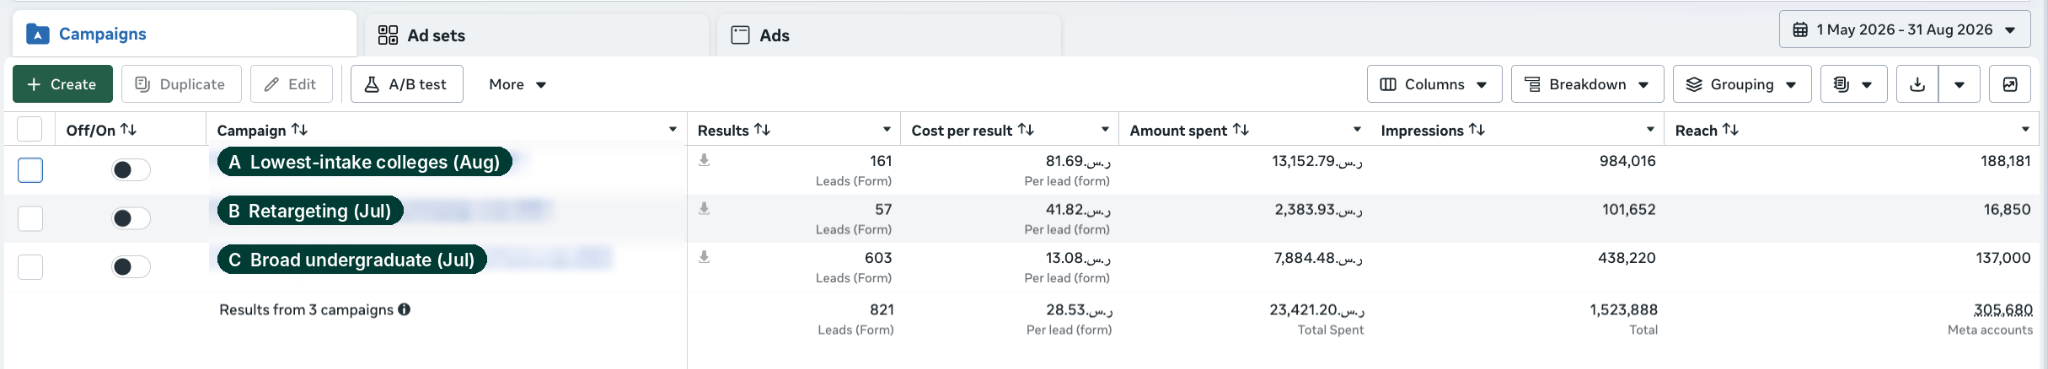 Campaigns
Ad sets
Ads
1 May 2026 - 31 Aug 2026
+ Create
Duplicate
Edit
A/B test
More
Columns
Breakdown
Grouping
Off/On Campaign Results Cost per result Amount spent Impressions Reach
A Lowest-intake colleges (Aug) 161 81.69.ر.س 13,152.79.ر.س 984,016 188,181
Leads (Form) Per lead (form)
B Retargeting (Jul) 57 41.82.ر.س 2,383.93.ر.س 101,652 16,850
Leads (Form) Per lead (form)
C Broad undergraduate (Jul) 603 13.08.ر.س 7,884.48.ر.س 438,220 137,000
Leads (Form) Per lead (form)
Results from 3 campaigns 821 28.53.ر.س 23,421.20.ر.س 1,523,888 305,680
Leads (Form) Per lead (form) Total Spent Total Meta accounts